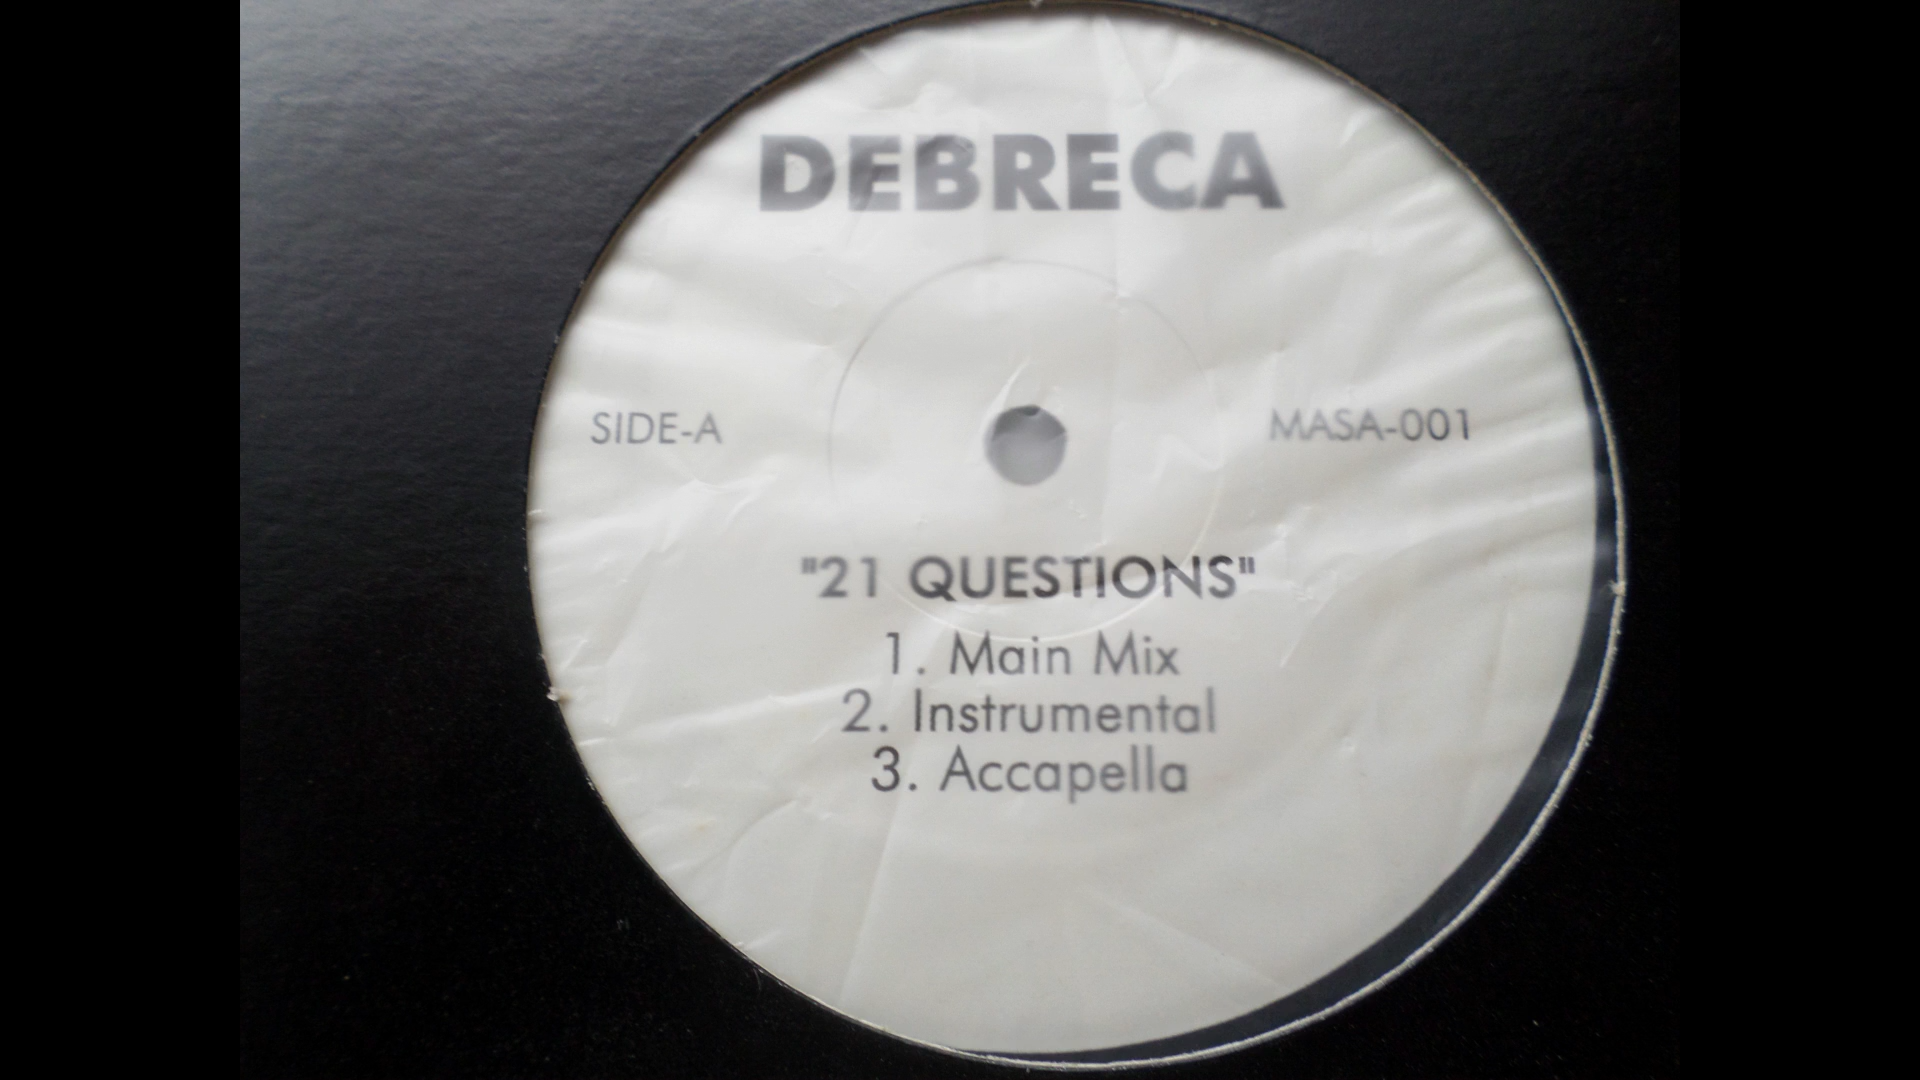 DEBRECA
SIDE-A
MASA-001
"21 QUESTIONS"
1. Main Mix
2. Instrumental
3. Accapella